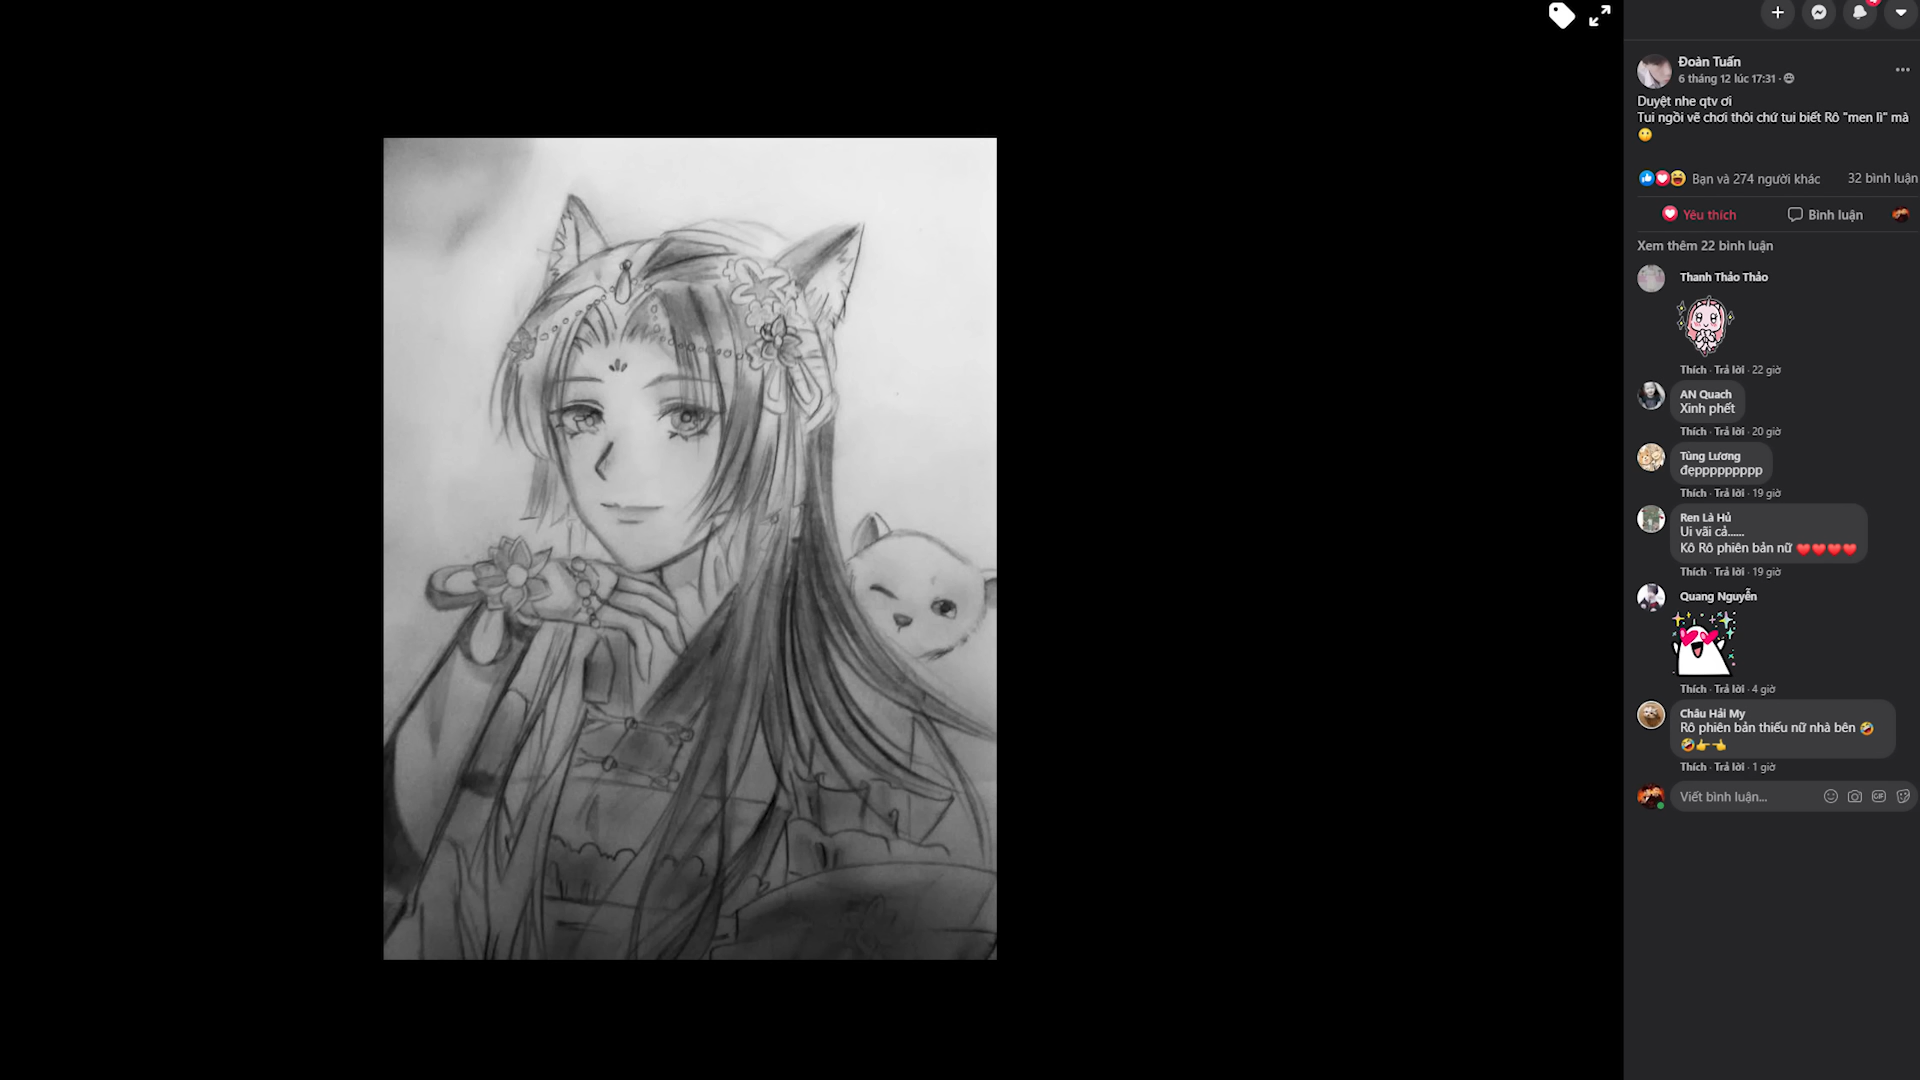 Đoàn Tuấn
6 tháng 12 lúc 17:31 ·
Duyệt nhe qtv ơi
Tui ngồi vẽ chơi thôi chứ tui biết Rô "men lì" mà
😶
Bạn và 274 người khác 32 bình luận
Yêu thích Bình luận
Xem thêm 22 bình luận
Thanh Thảo Thảo
Thích · Trả lời · 22 giờ
AN Quach
Xinh phết
Thích · Trả lời · 20 giờ
Tùng Lương
đẹppppppppp
Thích · Trả lời · 19 giờ
Ren Là Hủ
Ui vãi cả......
Kô Rô phiên bản nữ ❤️❤️❤️❤️
Thích · Trả lời · 19 giờ
Quang Nguyễn
Thích · Trả lời · 4 giờ
Châu Hải My
Rô phiên bản thiếu nữ nhà bên 🤣
🤣👉👈
Thích · Trả lời · 1 giờ
Viết bình luận... GIF